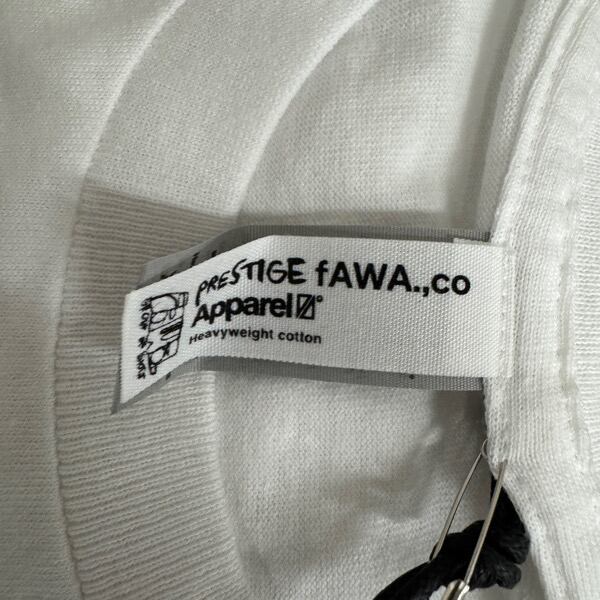 PRESTIGE fAWA.,co
Apparel
Heavyweight cotton